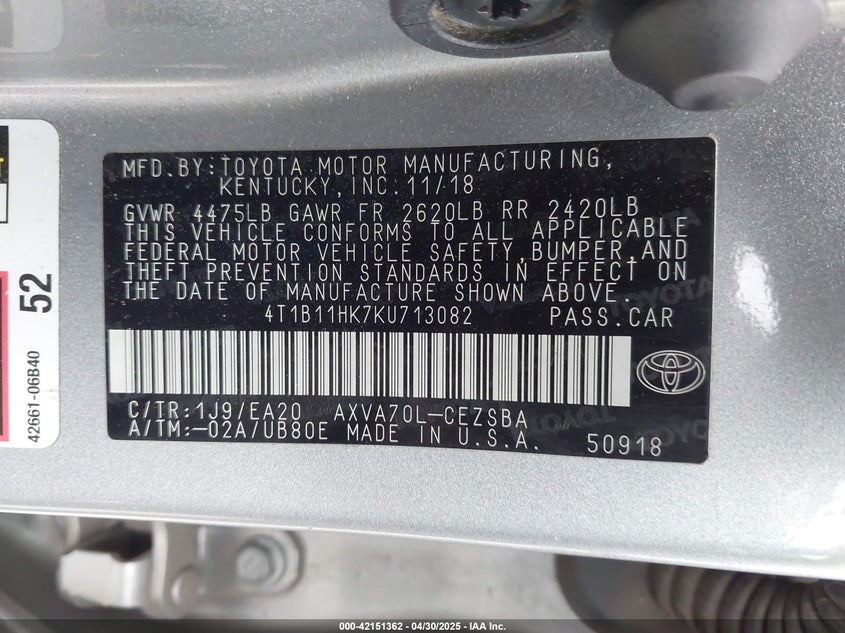 MFD.BY:TOYOTA MOTOR MANUFACTURING,
KENTUCKY,INC.11/18
GVWR 4475LB GAWR FR 2620LB RR 2420LB
THIS VEHICLE CONFORMS TO ALL APPLICABLE
FEDERAL MOTOR VEHICLE SAFETY,BUMPER,AND
THEFT PREVENTION STANDARDS IN EFFECT ON
THE DATE OF MANUFACTURE SHOWN ABOVE.
4T1B11HK7KU713082 PASS.CAR
C/TR:1J9/EA20 AXVA70L-CEZSBA
A/TM:-02A/UB80E MADE IN U.S.A. 50918
52
42661-06B40
000-42151362 - 04/30/2025 - IAA Inc.